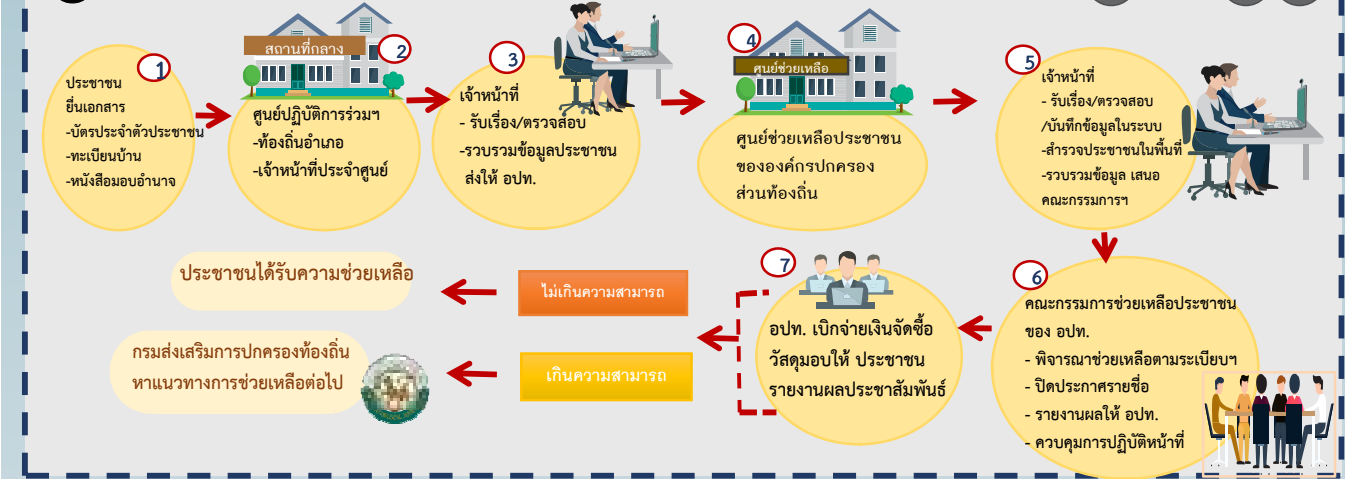 1
ประชาชน
ยื่นเอกสาร
-บัตรประจำตัวประชาชน
-ทะเบียนบ้าน
-หนังสือมอบอำนาจ
สถานที่กลาง
2
ศูนย์ปฏิบัติการร่วมฯ
-ท้องถิ่นอำเภอ
-เจ้าหน้าที่ประจำศูนย์
3
เจ้าหน้าที่
- รับเรื่อง/ตรวจสอบ
-รวบรวมข้อมูลประชาชน
ส่งให้ อปท.
4
ศูนย์ช่วยเหลือ
ศูนย์ช่วยเหลือประชาชน
ขององค์กรปกครอง
ส่วนท้องถิ่น
5
เจ้าหน้าที่
- รับเรื่อง/ตรวจสอบ
/บันทึกข้อมูลในระบบ
-สำรวจประชาชนในพื้นที่
-รวบรวมข้อมูล เสนอ
คณะกรรมการฯ
6
คณะกรรมการช่วยเหลือประชาชน
ของ อปท.
- พิจารณาช่วยเหลือตามระเบียบฯ
- ปิดประกาศรายชื่อ
- รายงานผลให้ อปท.
- ควบคุมการปฏิบัติหน้าที่
7
อปท. เบิกจ่ายเงินจัดซื้อ
วัสดุมอบให้ ประชาชน
รายงานผลประชาสัมพันธ์
ไม่เกินความสามารถ
ประชาชนได้รับความช่วยเหลือ
เกินความสามารถ
กรมส่งเสริมการปกครองท้องถิ่น
หาแนวทางการช่วยเหลือต่อไป